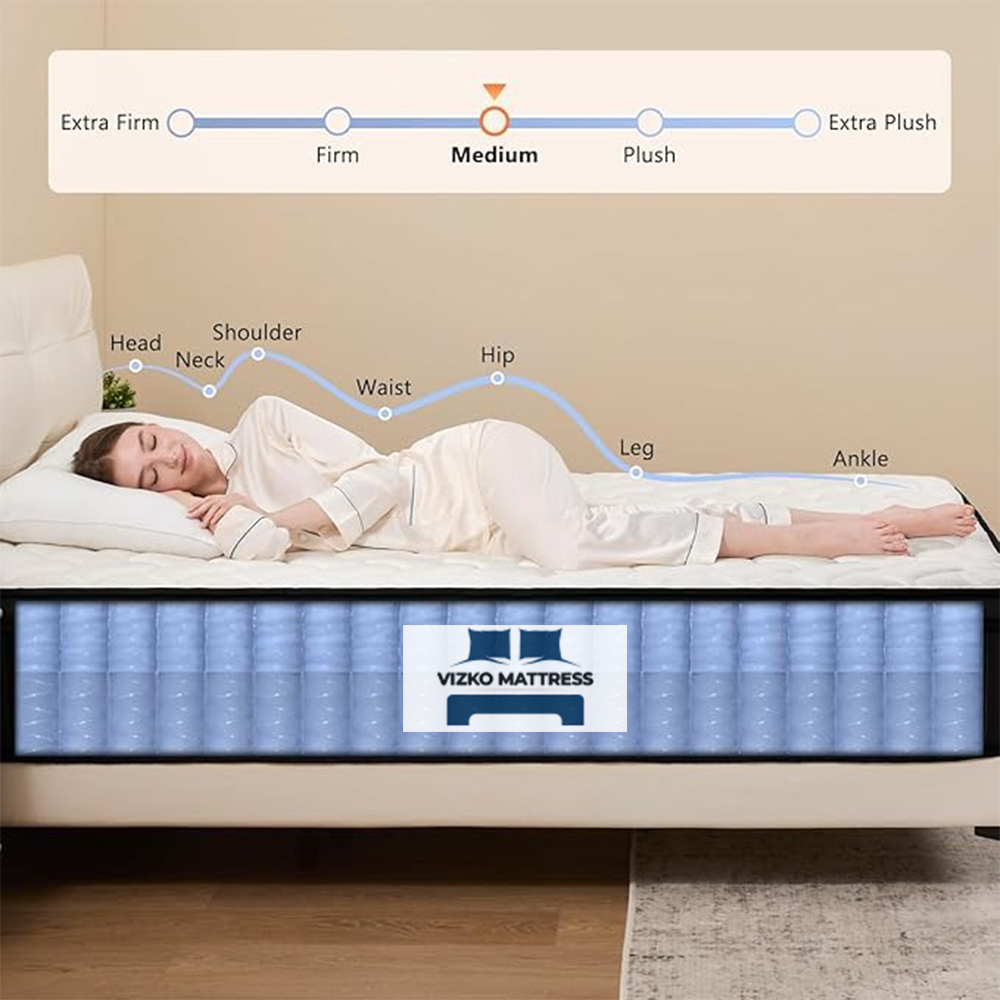 Extra Firm
Extra Plush
Firm
Medium
Plush
Head
Neck
Shoulder
Waist
Hip
Leg
Ankle
VIZKO MATTRESS